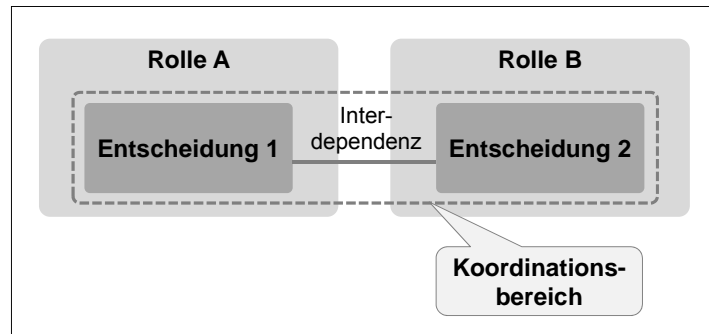 Rolle A
Rolle B
Inter-
dependenz
Entscheidung 1
Entscheidung 2
Koordinations-
bereich